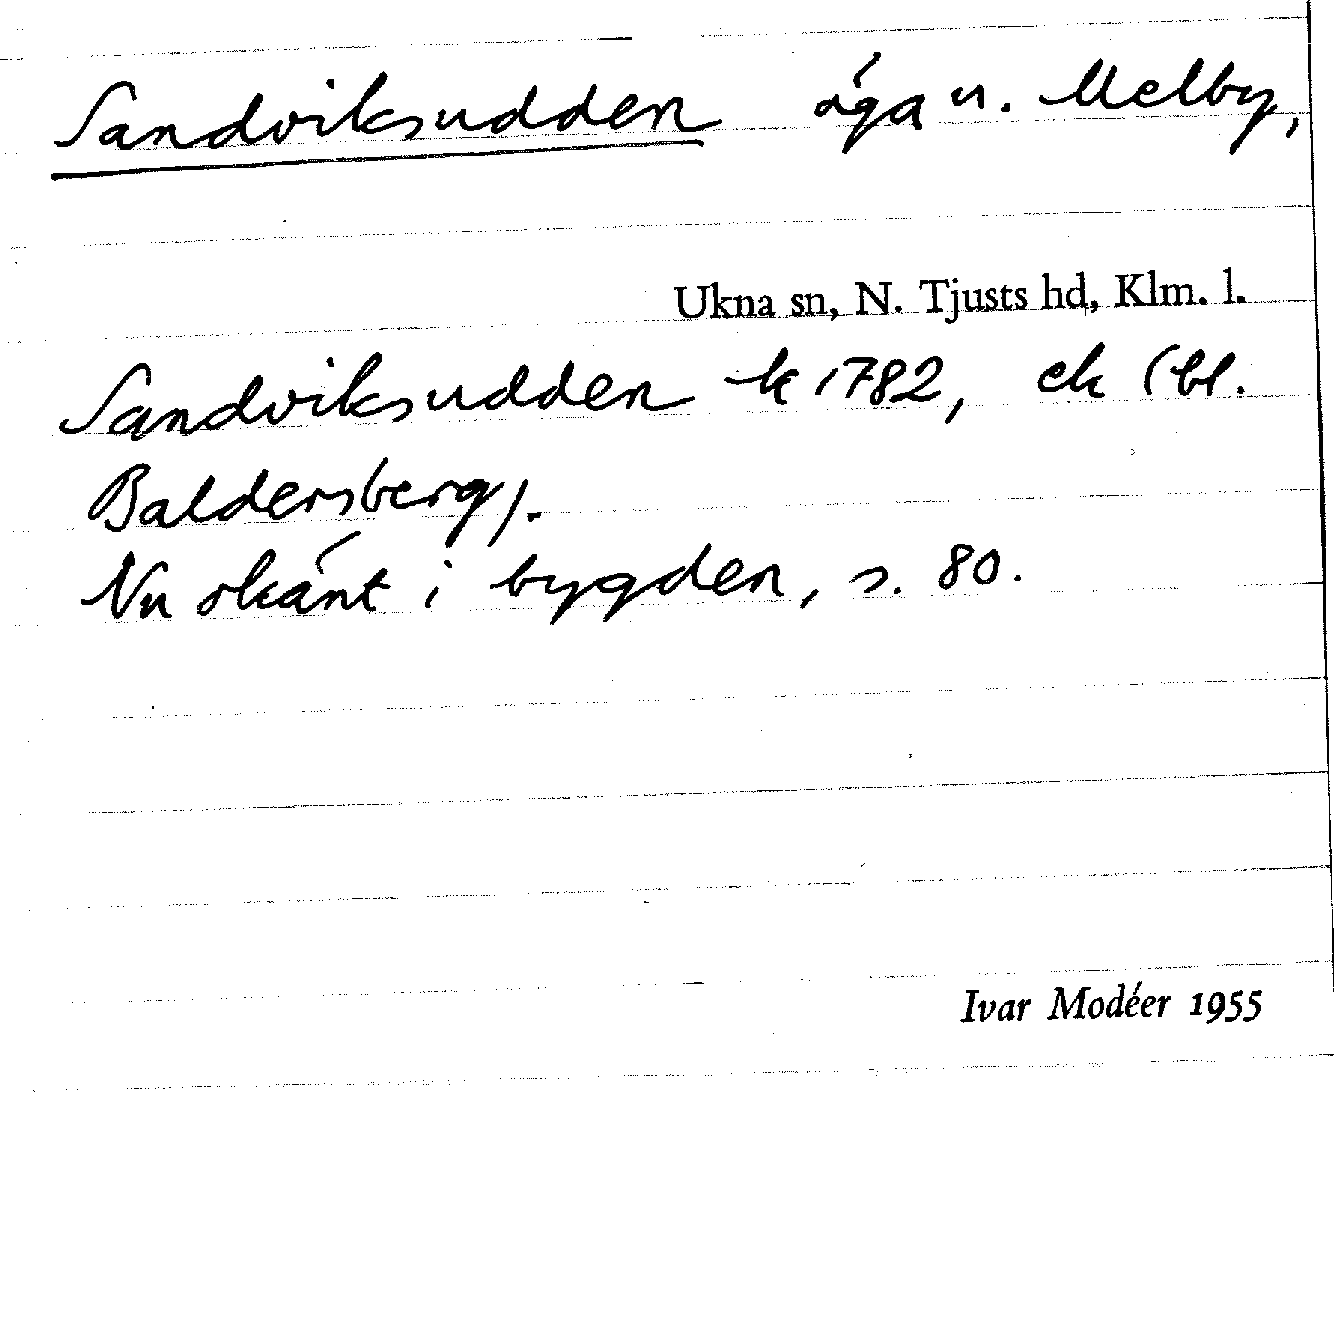 Sandviksudden äga u. Melby,
Ukna sn, N. Tjusts hd, Klm. l.
Sandviksudden k 1782, ek (bl.
Baldersberg).
Nu okänt i bygden, s. 80.
Ivar Modéer 1955